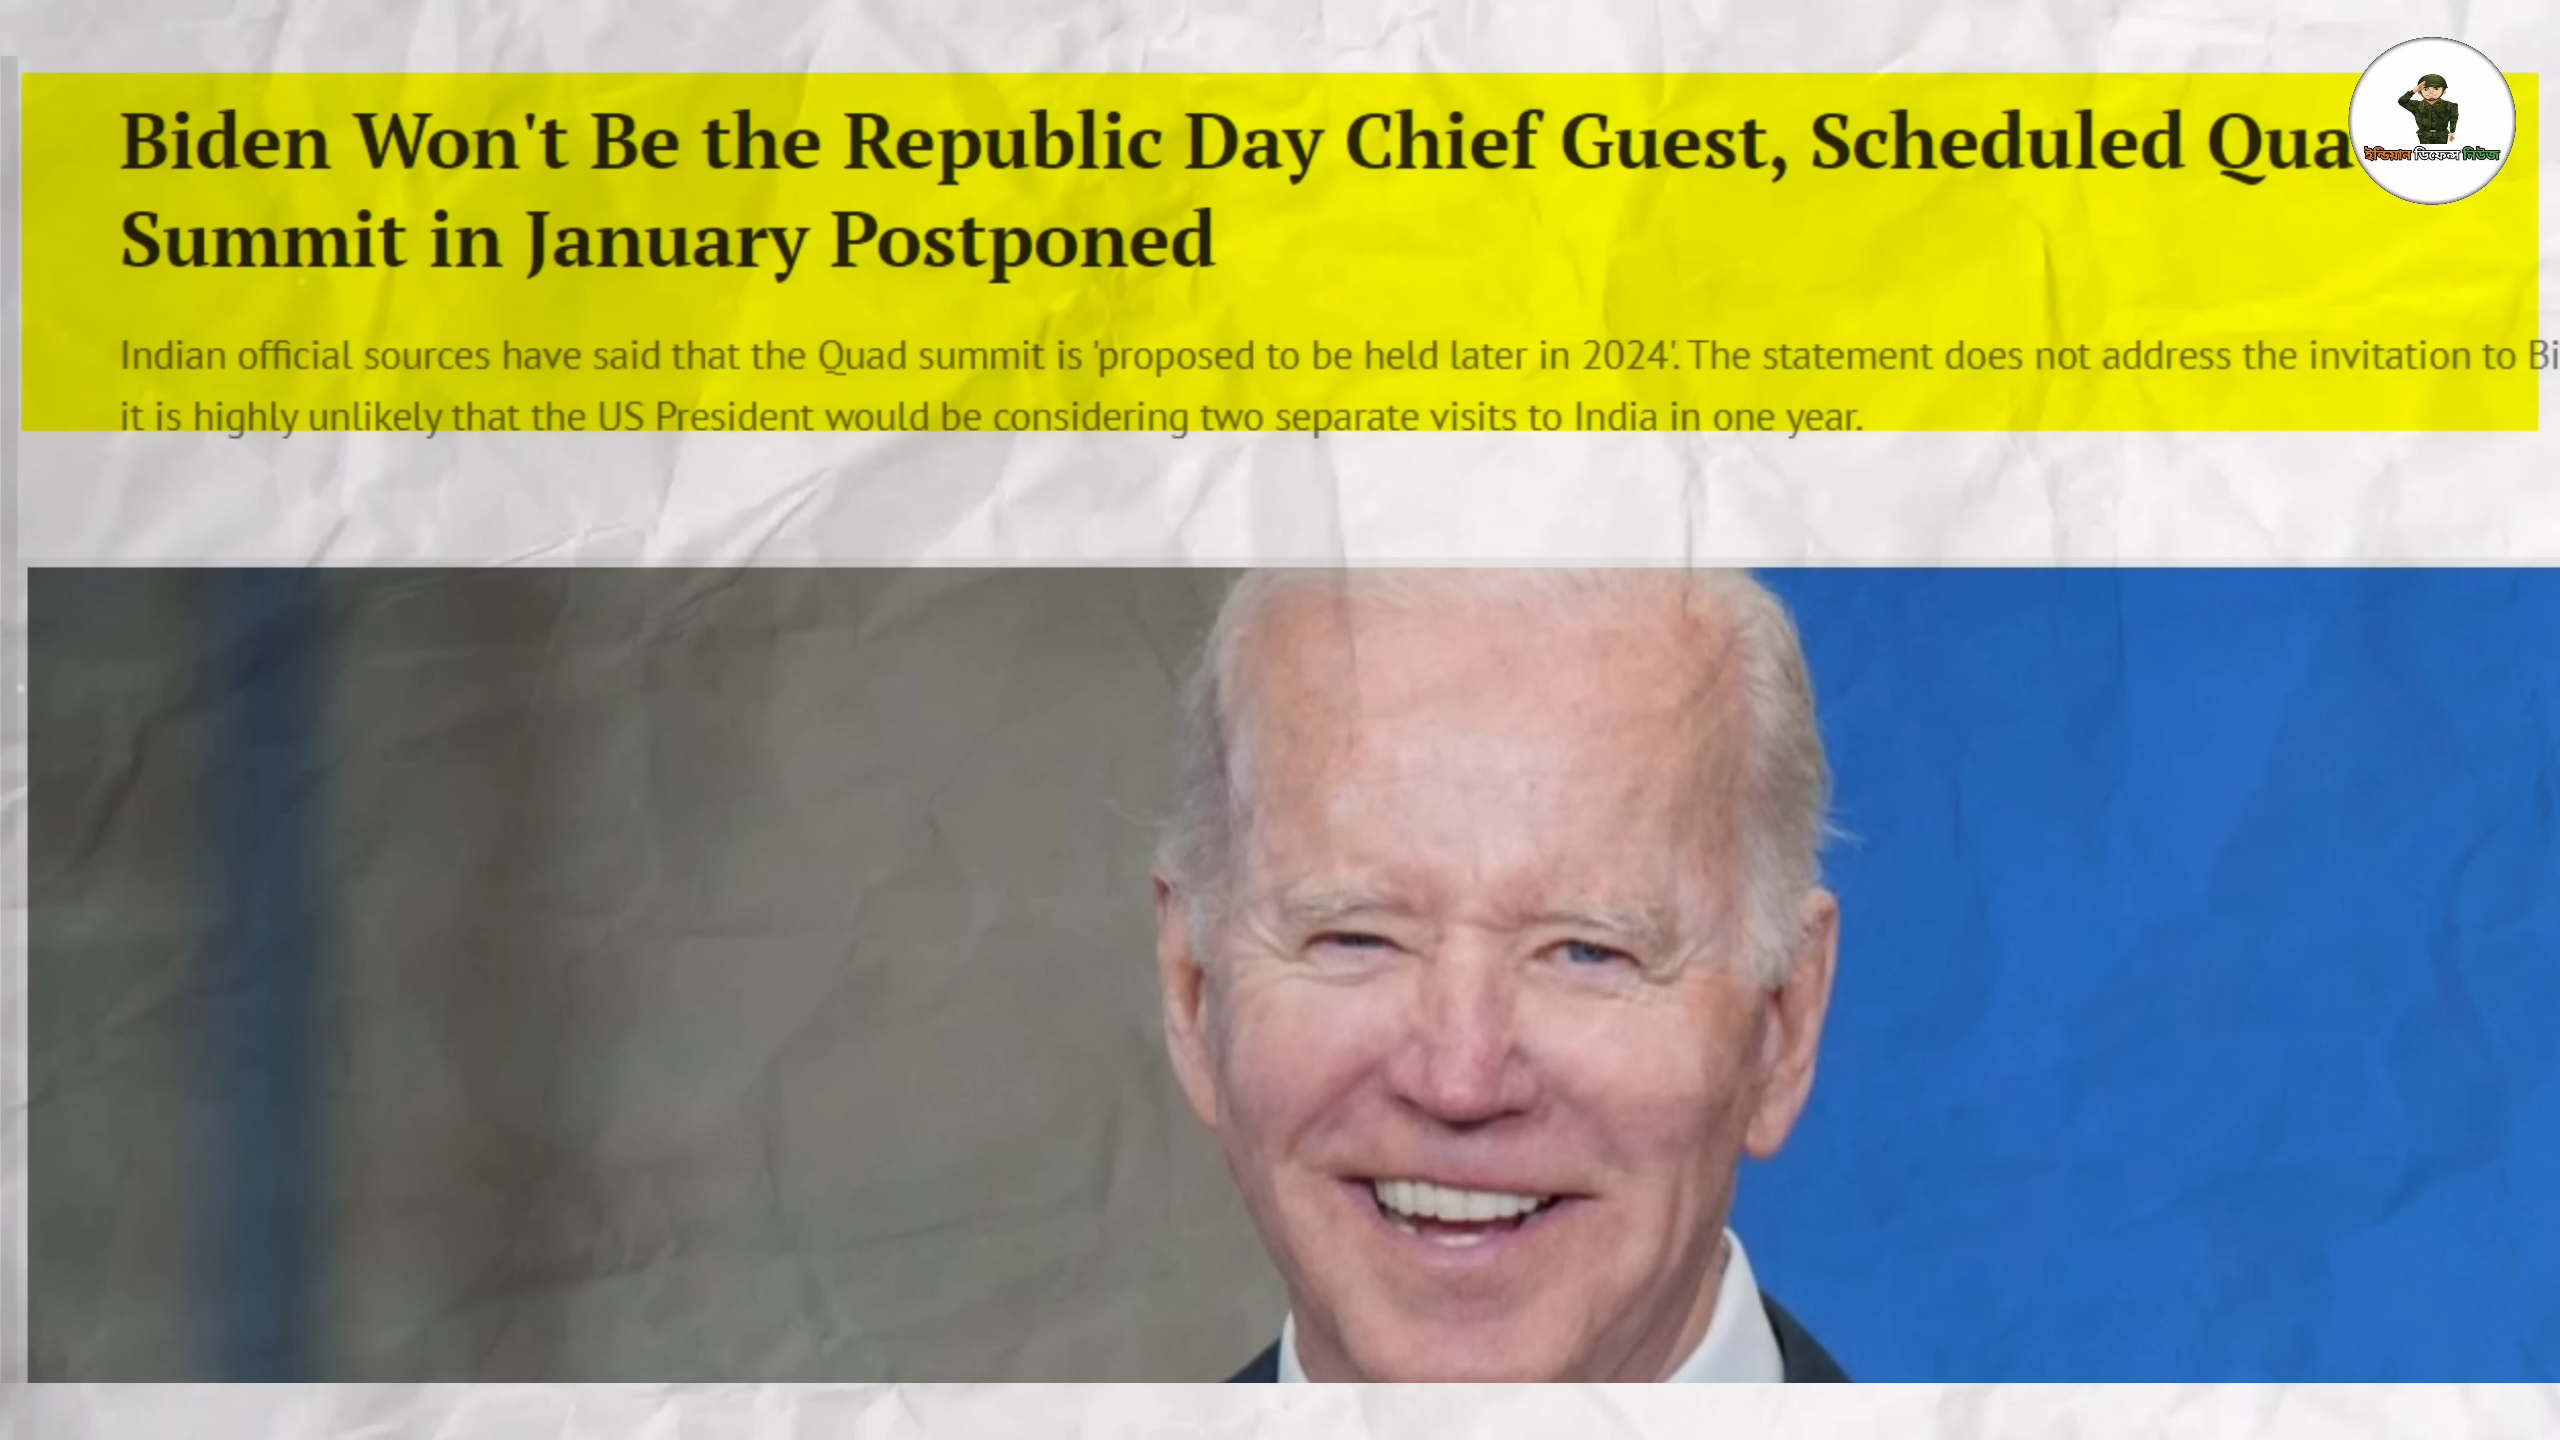 Biden Won't Be the Republic Day Chief Guest, Scheduled Qua
Summit in January Postponed
ইন্ডিয়ান ডিফেন্স নিউজ
Indian official sources have said that the Quad summit is 'proposed to be held later in 2024'. The statement does not address the invitation to Bi
it is highly unlikely that the US President would be considering two separate visits to India in one year.